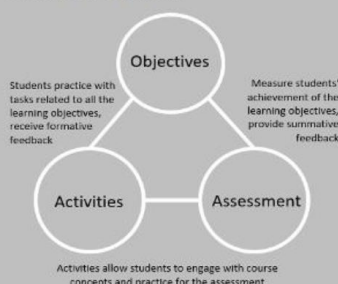 Objectives
Students practice with
tasks related to all the
learning objectives,
receive formative
feedback
Measure students'
achievement of the
learning objectives,
provide summative
feedback
Activities
Assessment
Activities allow students to engage with course
concepts and practice for the assessment